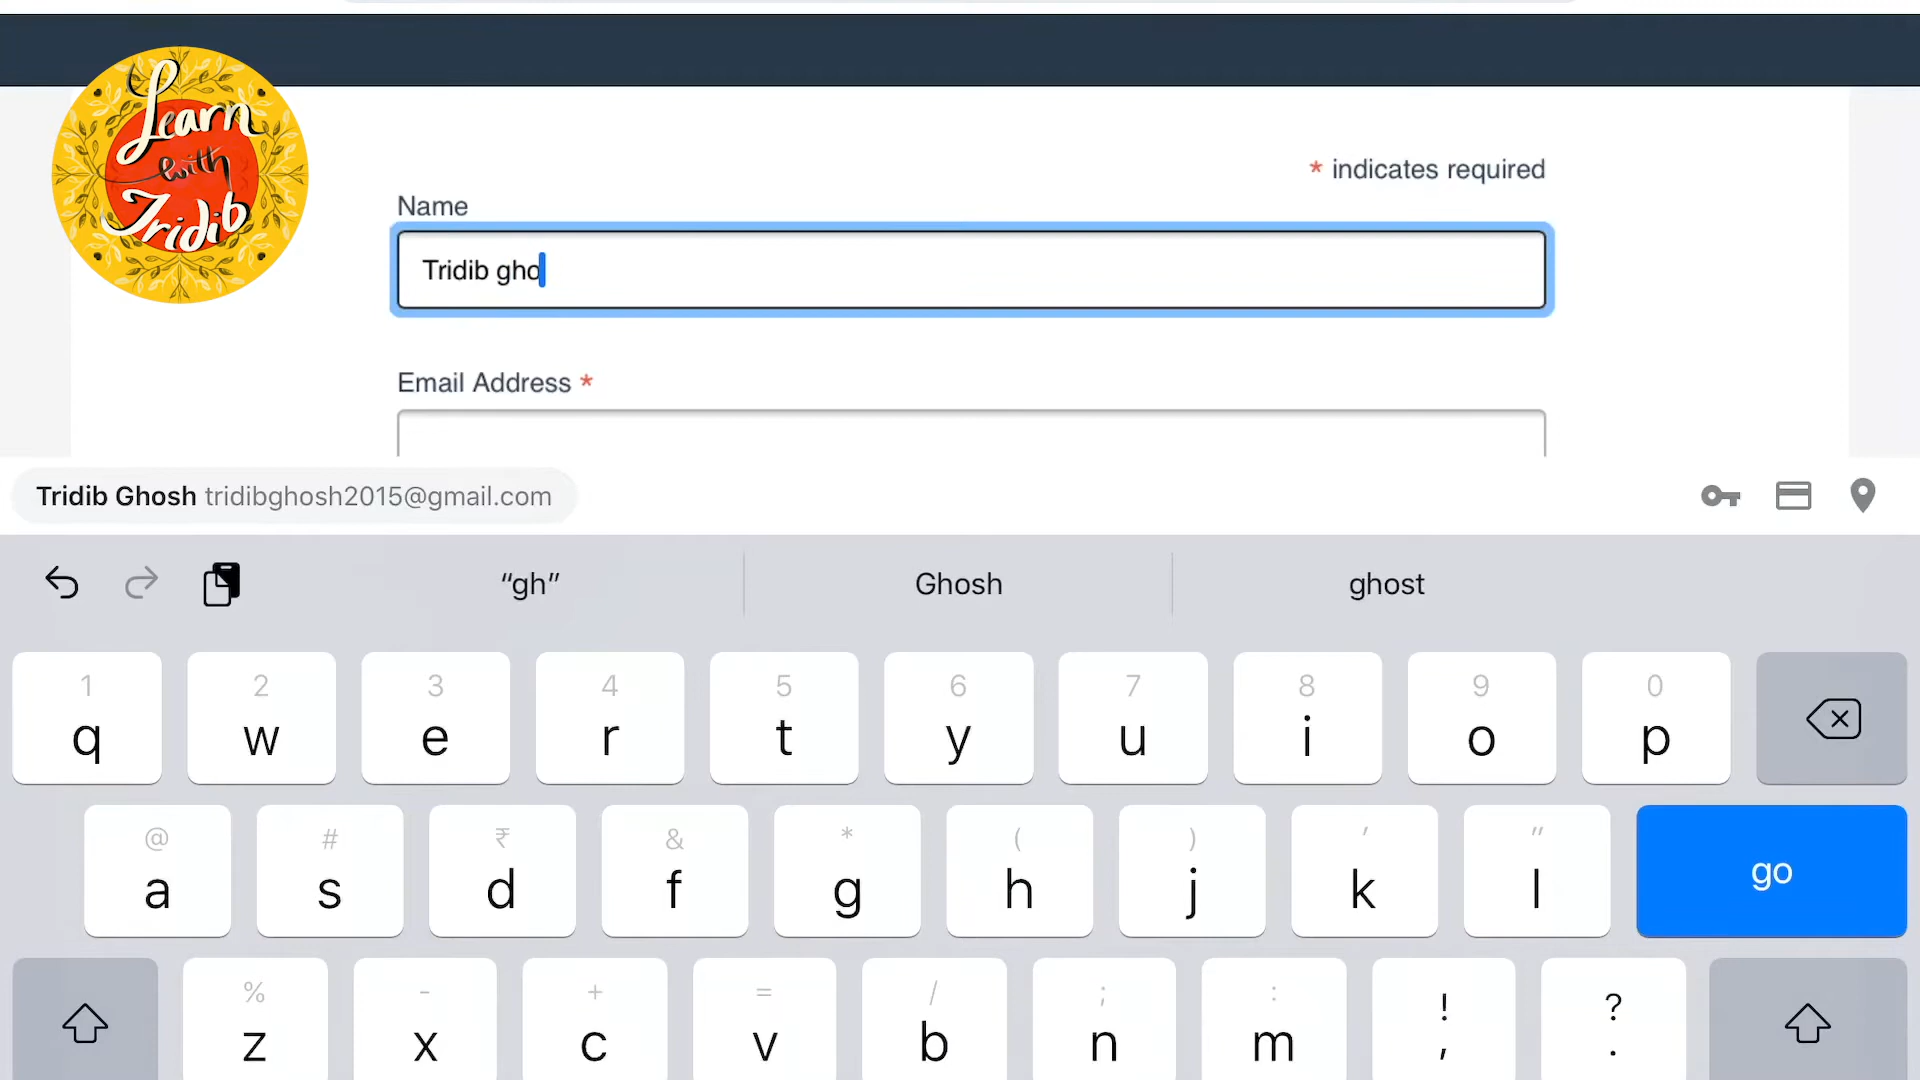 Learn
with
Tridib
* indicates required
Name
Tridib gho
Email Address *
Tridib Ghosh tridibghosh2015@gmail.com
“gh” Ghosh ghost
1 2 3 4 5 6 7 8 9 0
q w e r t y u i o p
@ # ₹ & * ( ) ' "
a s d f g h j k l go
% - + = / ; : ! ?
z x c v b n m , .